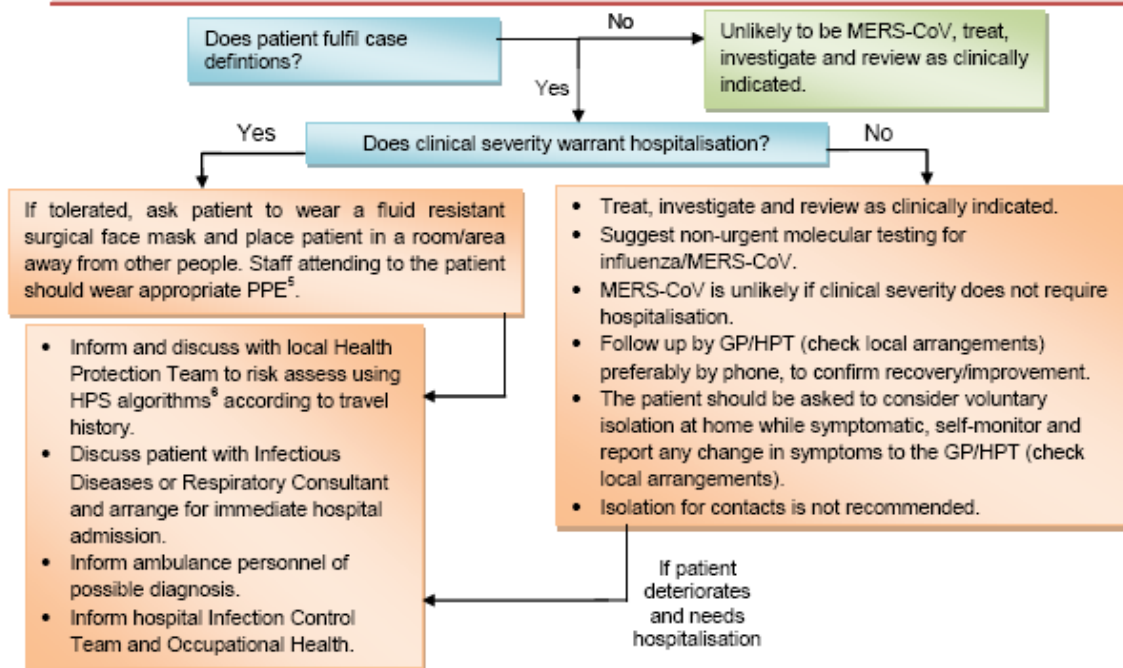 Does patient fulfil case
defintions?
No
Unlikely to be MERS-CoV, treat,
investigate and review as clinically
indicated.
Yes
Yes
Does clinical severity warrant hospitalisation?
No
If tolerated, ask patient to wear a fluid resistant
surgical face mask and place patient in a room/area
away from other people. Staff attending to the patient
should wear appropriate PPE⁵.
• Inform and discuss with local Health
Protection Team to risk assess using
HPS algorithms⁶ according to travel
history.
• Discuss patient with Infectious
Diseases or Respiratory Consultant
and arrange for immediate hospital
admission.
• Inform ambulance personnel of
possible diagnosis.
• Inform hospital Infection Control
Team and Occupational Health.
• Treat, investigate and review as clinically indicated.
• Suggest non-urgent molecular testing for
influenza/MERS-CoV.
• MERS-CoV is unlikely if clinical severity does not require
hospitalisation.
• Follow up by GP/HPT (check local arrangements)
preferably by phone, to confirm recovery/improvement.
• The patient should be asked to consider voluntary
isolation at home while symptomatic, self-monitor and
report any change in symptoms to the GP/HPT (check
local arrangements).
• Isolation for contacts is not recommended.
If patient
deteriorates
and needs
hospitalisation